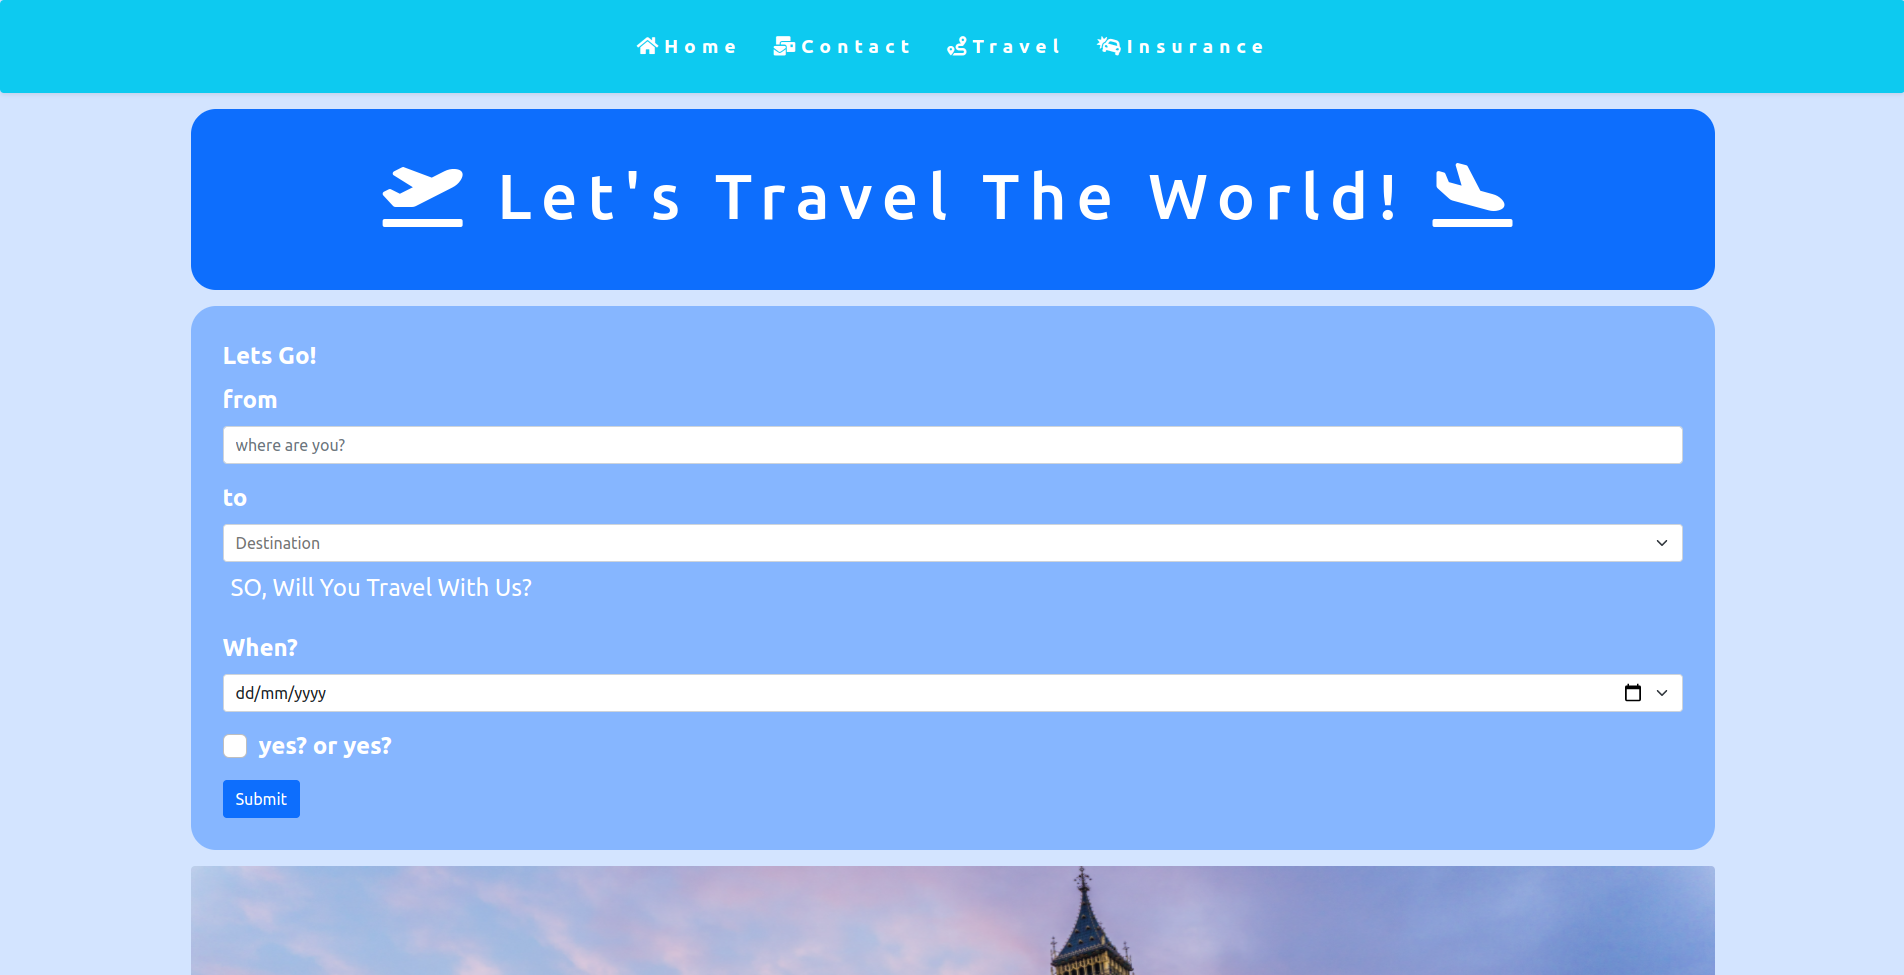 Home Contact Travel Insurance
Let's Travel The World!
Lets Go!
from
where are you?
to
Destination
SO, Will You Travel With Us?
When?
dd/mm/yyyy
yes? or yes?
Submit